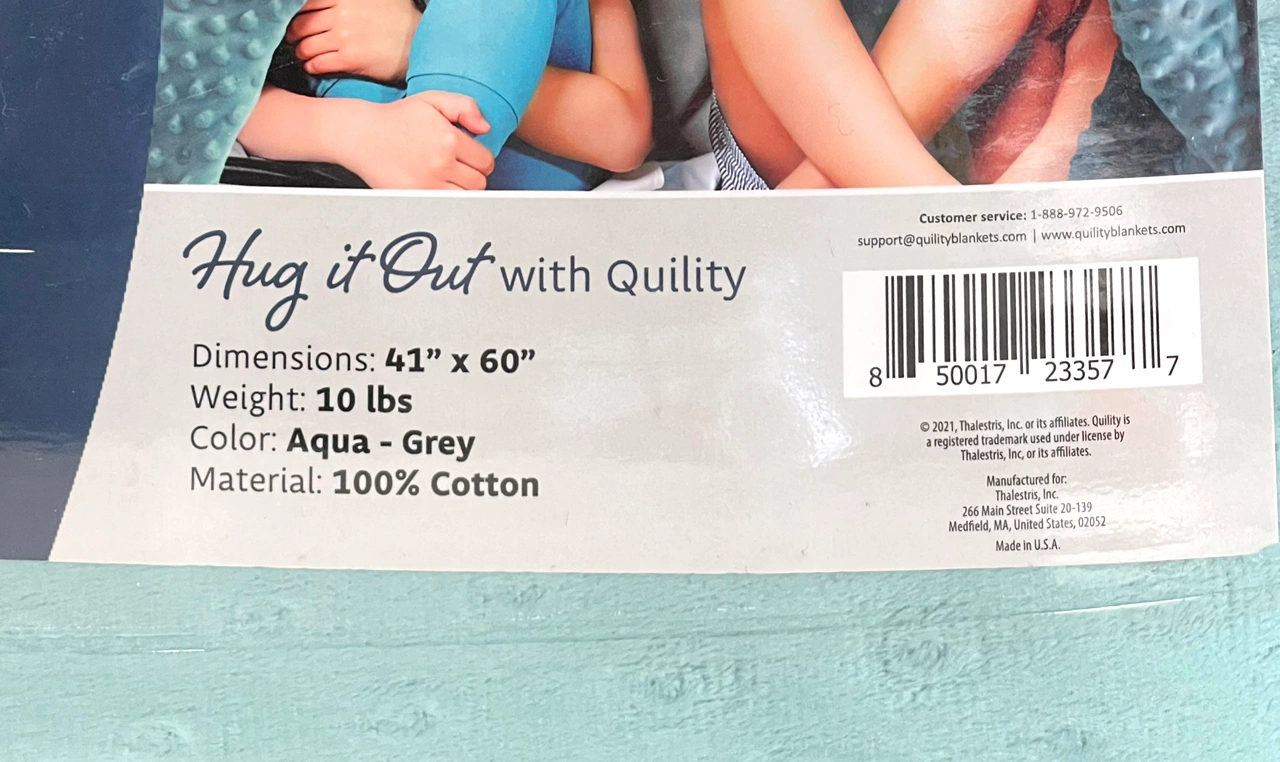 Hug it Out with Quility
Dimensions: 41” x 60”
Weight: 10 lbs
Color: Aqua - Grey
Material: 100% Cotton
Customer service: 1-888-972-9506
support@quilityblankets.com | www.quilityblankets.com
8 50017 23357 7
© 2021, Thalestris, Inc. or its affiliates. Quility is
a registered trademark used under license by
Thalestris, Inc, or its affiliates.
Manufactured for:
Thalestris, Inc.
266 Main Street Suite 20-139
Medfield, MA, United States, 02052
Made in U.S.A.